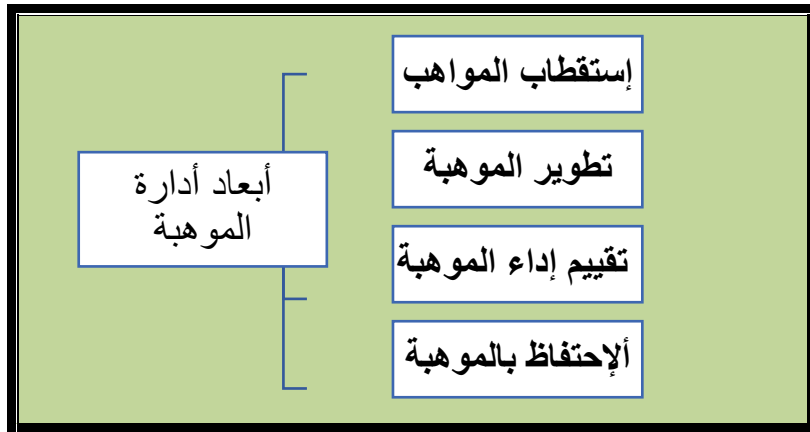 إستقطاب المواهب
تطوير الموهبة
أبعاد أدارة
الموهبة
تقييم إداء الموهبة
ألإحتفاظ بالموهبة